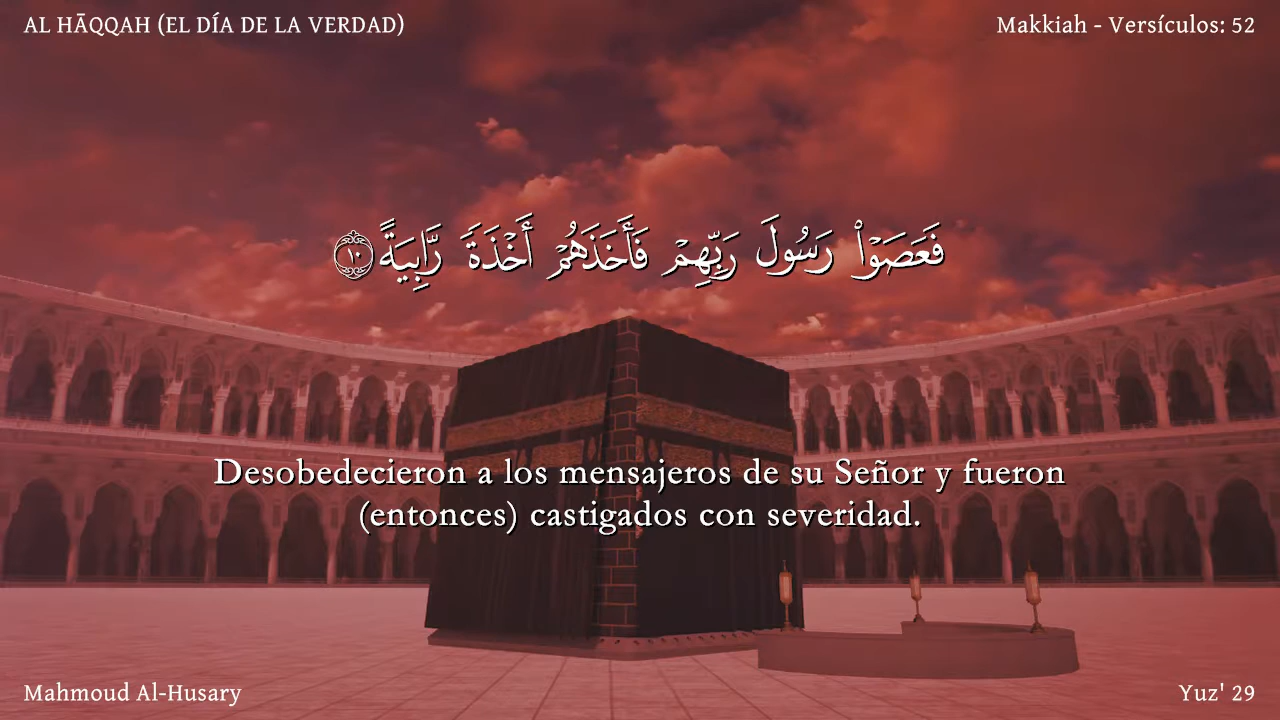 AL HĀQQAH (EL DÍA DE LA VERDAD)
Makkiah - Versículos: 52
فَعَصَوْا۟ رَسُولَ رَبِّهِمْ فَأَخَذَهُمْ أَخْذَةً رَّابِيَةً ١٠
Desobedecieron a los mensajeros de su Señor y fueron
(entonces) castigados con severidad.
Mahmoud Al-Husary
Yuz' 29